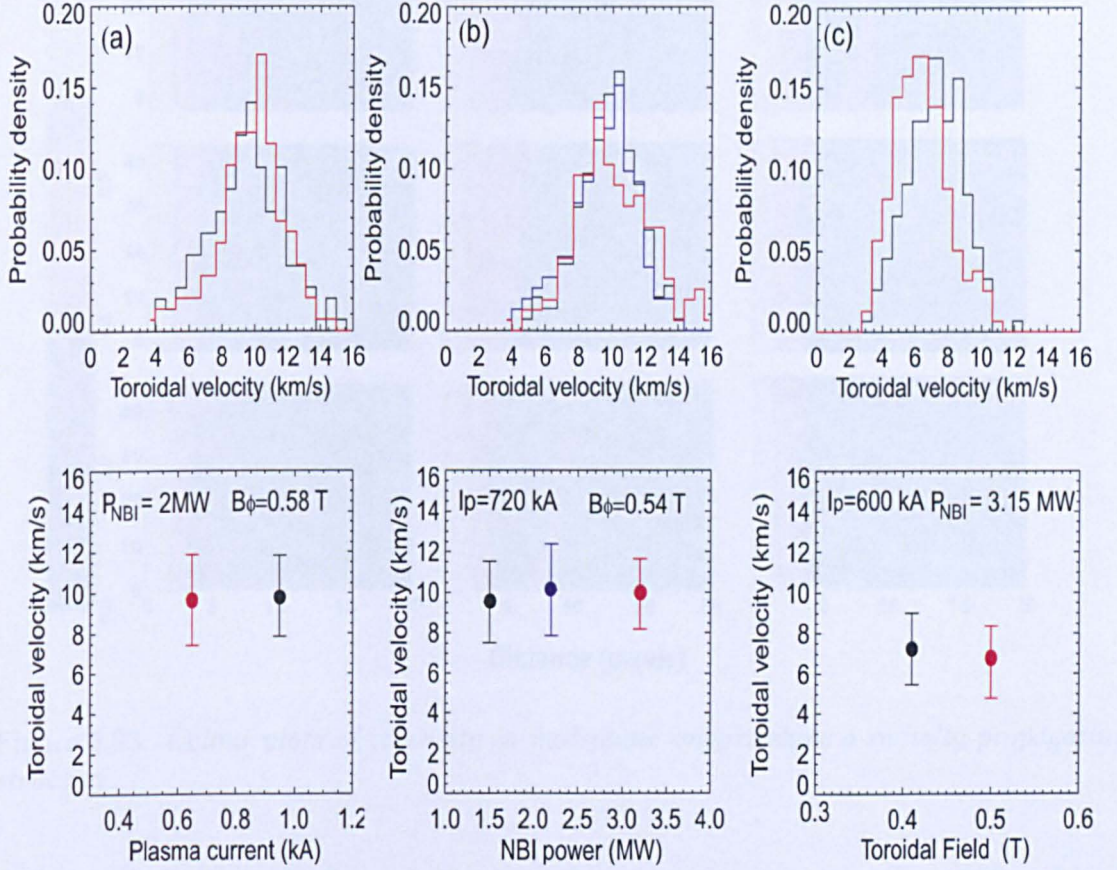 (a)
Probability density
0.20
0.15
0.10
0.05
0.00
0 2 4 6 8 10 12 14 16
Toroidal velocity (km/s)
(b)
Probability density
0.20
0.15
0.10
0.05
0.00
0 2 4 6 8 10 12 14 16
Toroidal velocity (km/s)
(c)
Probability density
0.20
0.15
0.10
0.05
0.00
0 2 4 6 8 10 12 14 16
Toroidal velocity (km/s)
P_NBI = 2MW Bϕ=0.58 T
Toroidal velocity (km/s)
16
14
12
10
8
6
4
2
0
0.4 0.6 0.8 1.0 1.2
Plasma current (kA)
Ip=720 kA Bϕ=0.54 T
Toroidal velocity (km/s)
16
14
12
10
8
6
4
2
0
1.0 1.5 2.0 2.5 3.0 3.5 4.0
NBI power (MW)
Ip=600 kA P_NBI = 3.15 MW
Toroidal velocity (km/s)
16
14
12
10
8
6
4
2
0
0.3 0.4 0.5 0.6
Toroidal Field (T)